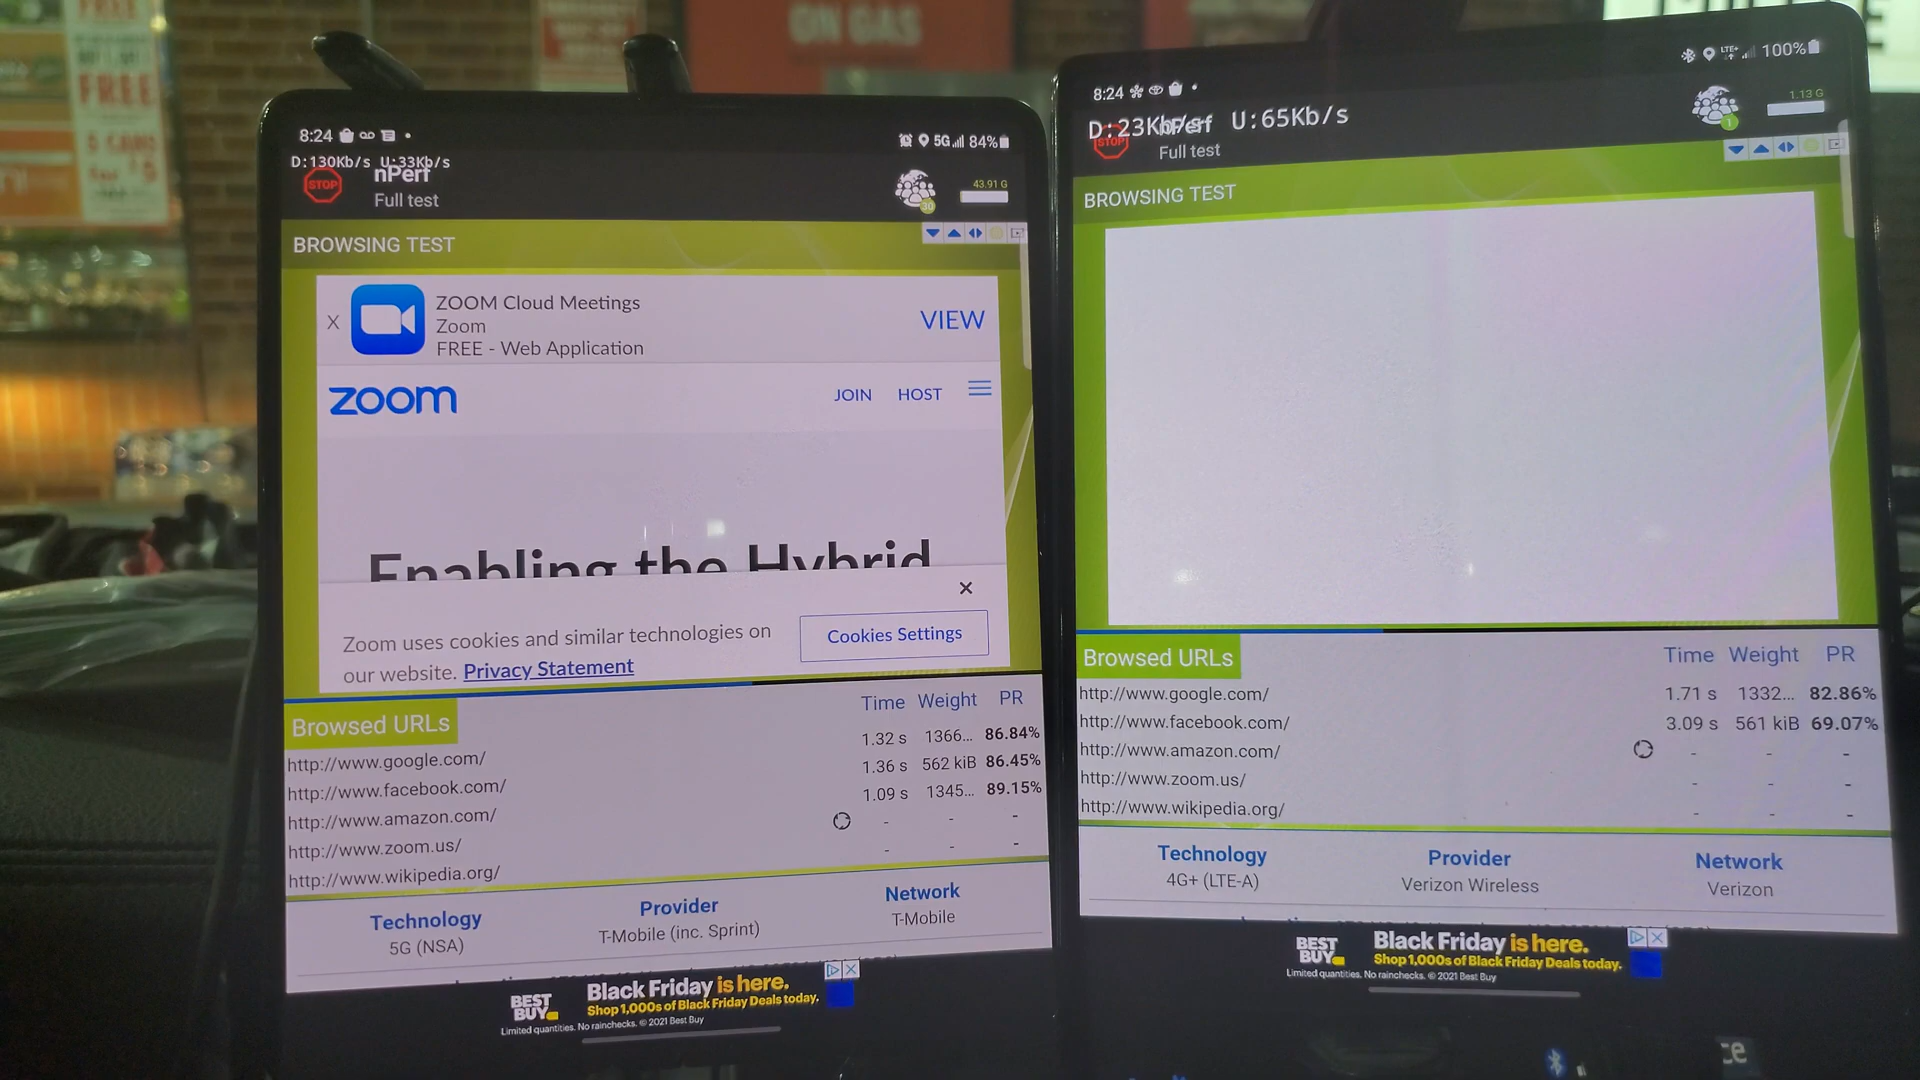 FREE
FREE
ON GAS
8:24
5G 84%
D:130Kb/s U:33Kb/s
STOP
nPerf
Full test
30
43.91 G
BROWSING TEST
X
ZOOM Cloud Meetings
Zoom
FREE - Web Application
VIEW
zoom
JOIN HOST
Enabling the Hybrid
×
Zoom uses cookies and similar technologies on
our website. Privacy Statement
Cookies Settings
Browsed URLs
Time Weight PR
http://www.google.com/ 1.32 s 1366... 86.84%
http://www.facebook.com/ 1.36 s 562 kiB 86.45%
http://www.amazon.com/ 1.09 s 1345... 89.15%
http://www.zoom.us/ - - -
http://www.wikipedia.org/ - - -
Technology Provider Network
5G (NSA) T-Mobile (inc. Sprint) T-Mobile
BEST BUY
Black Friday is here.
Shop 1,000s of Black Friday Deals today.
Limited quantities. No rainchecks. © 2021 Best Buy
8:24
LTE+ 100%
D:23Kb/s U:65Kb/s
STOP
nPerf
Full test
1
1.13 G
BROWSING TEST
Browsed URLs
Time Weight PR
http://www.google.com/ 1.71 s 1332... 82.86%
http://www.facebook.com/ 3.09 s 561 kiB 69.07%
http://www.amazon.com/ - - -
http://www.zoom.us/ - - -
http://www.wikipedia.org/ - - -
Technology Provider Network
4G+ (LTE-A) Verizon Wireless Verizon
BEST BUY
Black Friday is here.
Shop 1,000s of Black Friday Deals today.
Limited quantities. No rainchecks. © 2021 Best Buy